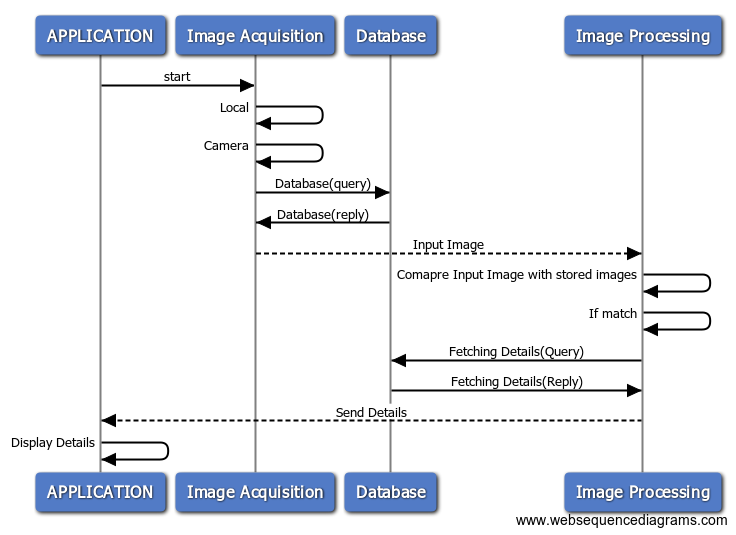 APPLICATION
Image Acquisition
Database
Image Processing
start
Local
Camera
Database(query)
Database(reply)
Input Image
Comapre Input Image with stored images
If match
Fetching Details(Query)
Fetching Details(Reply)
Send Details
Display Details
APPLICATION
Image Acquisition
Database
Image Processing
www.websequencediagrams.com